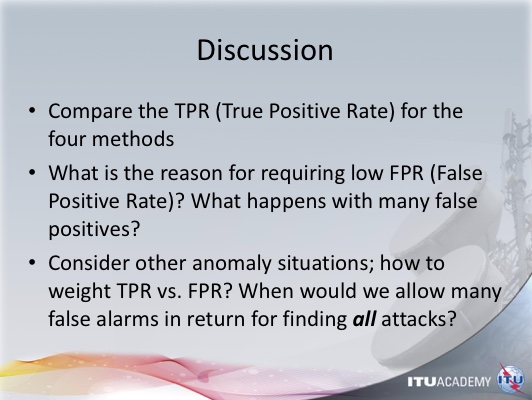 Discussion
• Compare the TPR (True Positive Rate) for the
four methods
• What is the reason for requiring low FPR (False
Positive Rate)? What happens with many false
positives?
• Consider other anomaly situations; how to
weight TPR vs. FPR? When would we allow many
false alarms in return for finding all attacks?
ITUACADEMY ITU